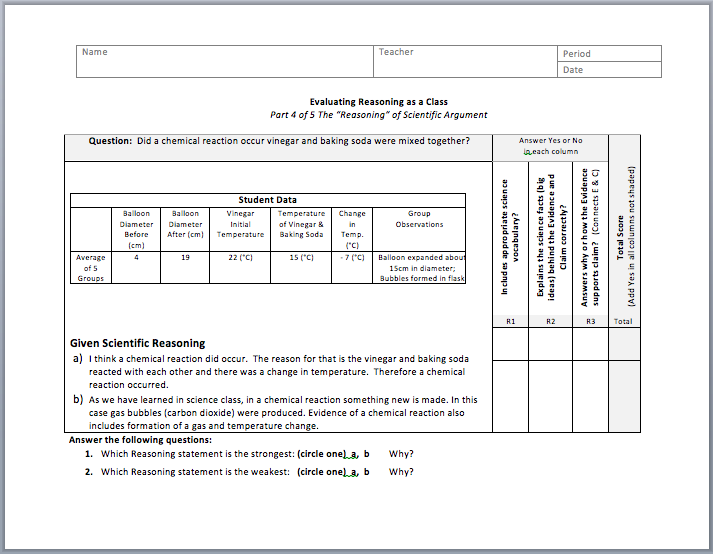 Name
Teacher
Period
Date
Evaluating Reasoning as a Class
Part 4 of 5 The “Reasoning” of Scientific Argument
Question: Did a chemical reaction occur vinegar and baking soda were mixed together?
Answer Yes or No
in each column
Includes appropriate science
vocabulary?
Explains the science facts (big
ideas) behind the Evidence and
Claim correctly?
Answers why or how the Evidence
supports claim? (Connects E & C)
Total Score
(Add Yes in all columns not shaded)
Student Data
Balloon
Diameter
Before
(cm)
Balloon
Diameter
After (cm)
Vinegar
Initial
Temperature
Temperature
of Vinegar &
Baking Soda
Change
in
Temp.
(°C)
Group
Observations
Average
of 5
Groups
4
19
22 (°C)
15 (°C)
- 7 (°C)
Balloon expanded about
15cm in diameter;
Bubbles formed in flask
R1
R2
R3
Total
Given Scientific Reasoning
a) I think a chemical reaction did occur. The reason for that is the vinegar and baking soda
reacted with each other and there was a change in temperature. Therefore a chemical
reaction occurred.
b) As we have learned in science class, in a chemical reaction something new is made. In this
case gas bubbles (carbon dioxide) were produced. Evidence of a chemical reaction also
includes formation of a gas and temperature change.
Answer the following questions:
1. Which Reasoning statement is the strongest: (circle one) a, b Why?
2. Which Reasoning statement is the weakest: (circle one) a, b Why?